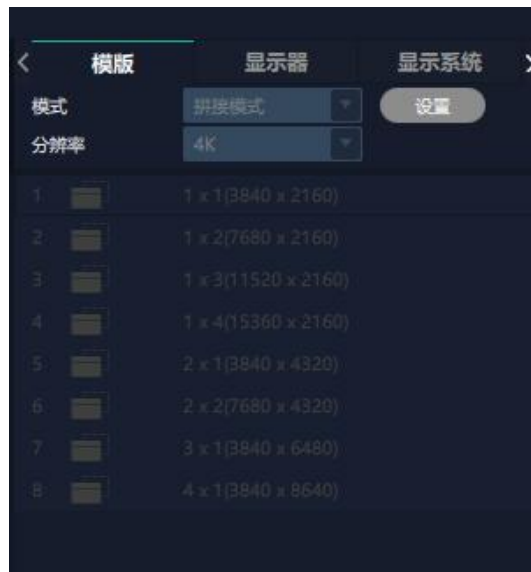 模版 显示器 显示系统
模式 拼接模式 设置
分辨率 4K
1 1 x 1(3840 x 2160)
2 1 x 2(7680 x 2160)
3 1 x 3(11520 x 2160)
4 1 x 4(15360 x 2160)
5 2 x 1(3840 x 4320)
6 2 x 2(7680 x 4320)
7 3 x 1(3840 x 6480)
8 4 x 1(3840 x 8640)